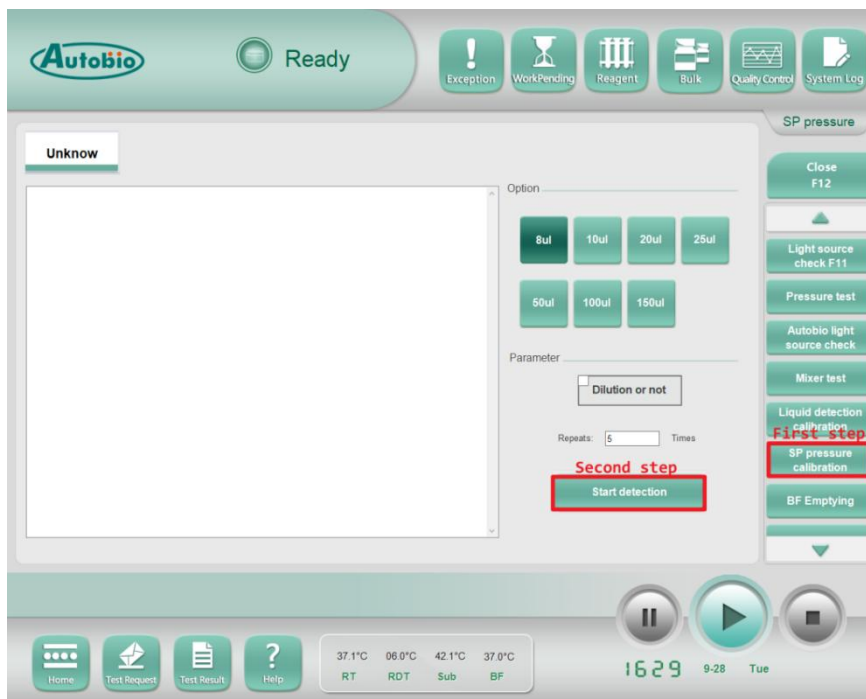 Autobio
Ready
Exception
WorkPending
Reagent
Bulk
Quality Control
System Log
SP pressure
Unknow
Close
F12
Option
8ul
10ul
20ul
25ul
50ul
100ul
150ul
Parameter
Dilution or not
Repeats: 5 Times
Second step
Start detection
Light source
check F11
Pressure test
Autobio light
source check
Mixer test
Liquid detection
calibration
First step
SP pressure
calibration
BF Emptying
Home
Test Request
Test Result
Help
37.1°C 06.0°C 42.1°C 37.0°C
RT RDT Sub BF
1629 9-28 Tue